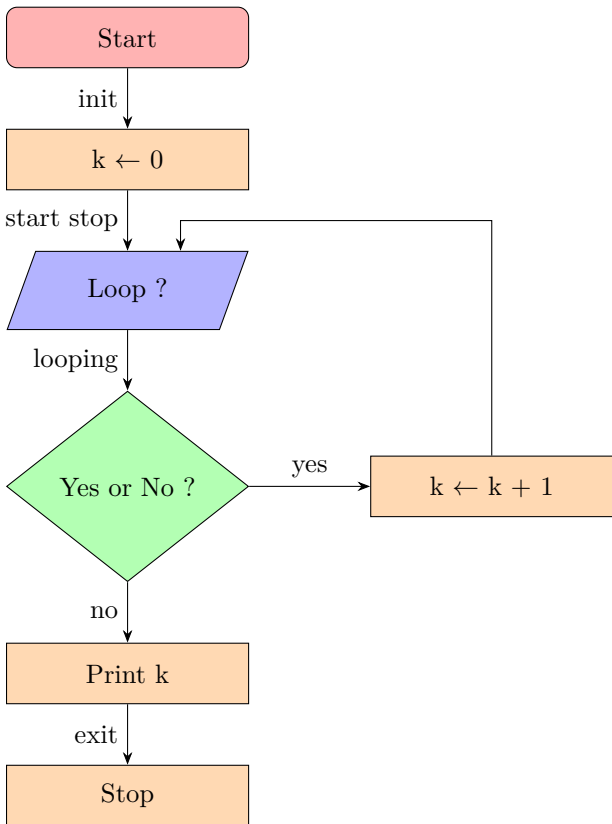 Start
init
k ← 0
start stop
Loop ?
looping
Yes or No ?
yes
k ← k + 1
no
Print k
exit
Stop